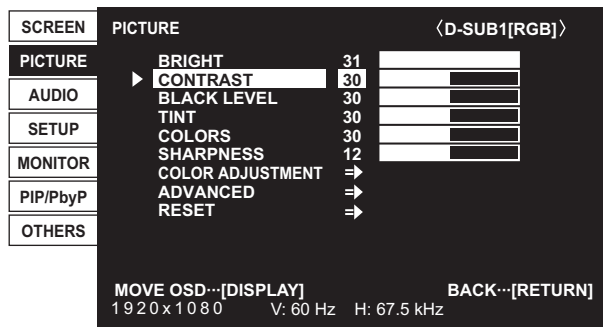 SCREEN
PICTURE
AUDIO
SETUP
MONITOR
PIP/PbyP
OTHERS
PICTURE 〈D-SUB1[RGB]〉
BRIGHT 31
CONTRAST 30
BLACK LEVEL 30
TINT 30
COLORS 30
SHARPNESS 12
COLOR ADJUSTMENT
ADVANCED
RESET
MOVE OSD···[DISPLAY] BACK···[RETURN]
1920x1080 V: 60 Hz H: 67.5 kHz